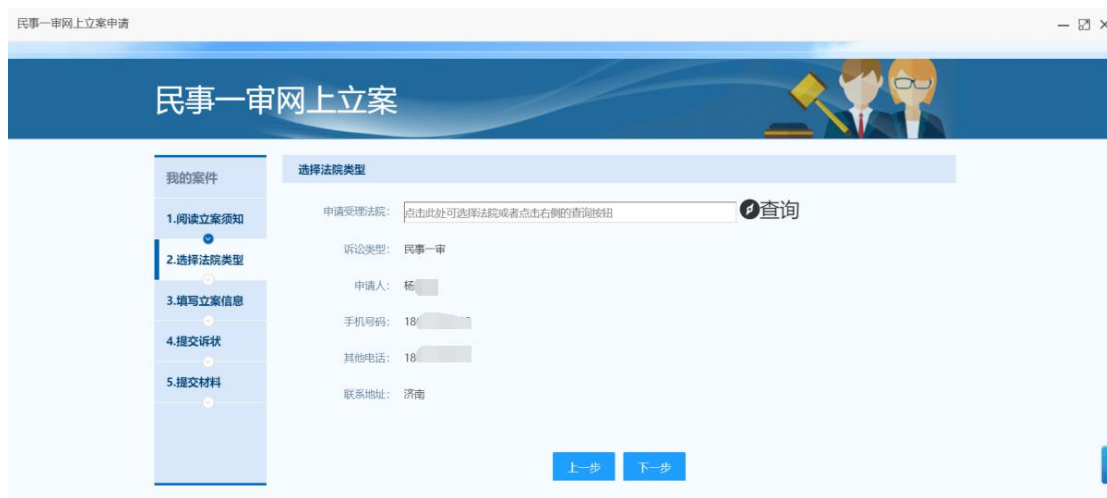 民事一审网上立案申请
民事一审网上立案
我的案件
1.阅读立案须知
2.选择法院类型
3.填写立案信息
4.提交诉状
5.提交材料
选择法院类型
申请受理法院: 点击此处可选择法院或者点击右侧的查询按钮 查询
诉讼类型: 民事一审
申请人: 杨
手机号码: 18
其他电话: 18
联系地址: 济南
上一步 下一步